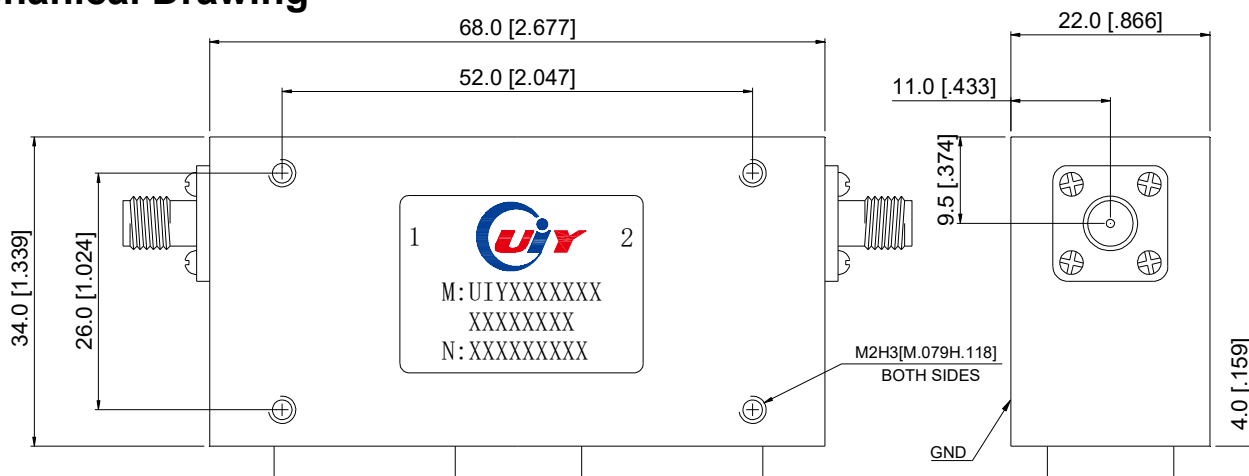 68.0 [2.677]
22.0 [.866]
52.0 [2.047]
11.0 [.433]
9.5 [.374]
34.0 [1.339]
26.0 [1.024]
1
UIY
2
M:UIYXXXXXXX
XXXXXXXX
N:XXXXXXXXX
M2H3[M.079H.118]
BOTH SIDES
4.0 [.159]
GND